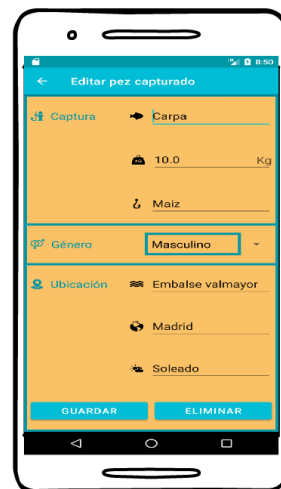 8:50
Editar pez capturado
Captura
Carpa
10.0 Kg
Maiz
Género Masculino
Ubicación Embalse valmayor
Madrid
Soleado
GUARDAR ELIMINAR